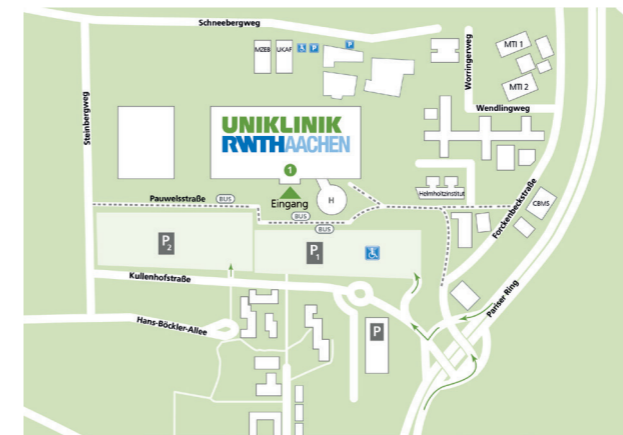 Schneebergweg
MZEB
UKAF
P
P
MTI 1
MTI 2
Worringerweg
Wendlingweg
Steinbergweg
UNIKLINIK
RWTHAACHEN
1
Eingang
H
Helmholtzinstitut
Pauwelsstraße
BUS
BUS
BUS
CBMS
Forckenbeckstraße
P2
P1
Kullenhofstraße
Hans-Böckler-Allee
P
Pariser Ring